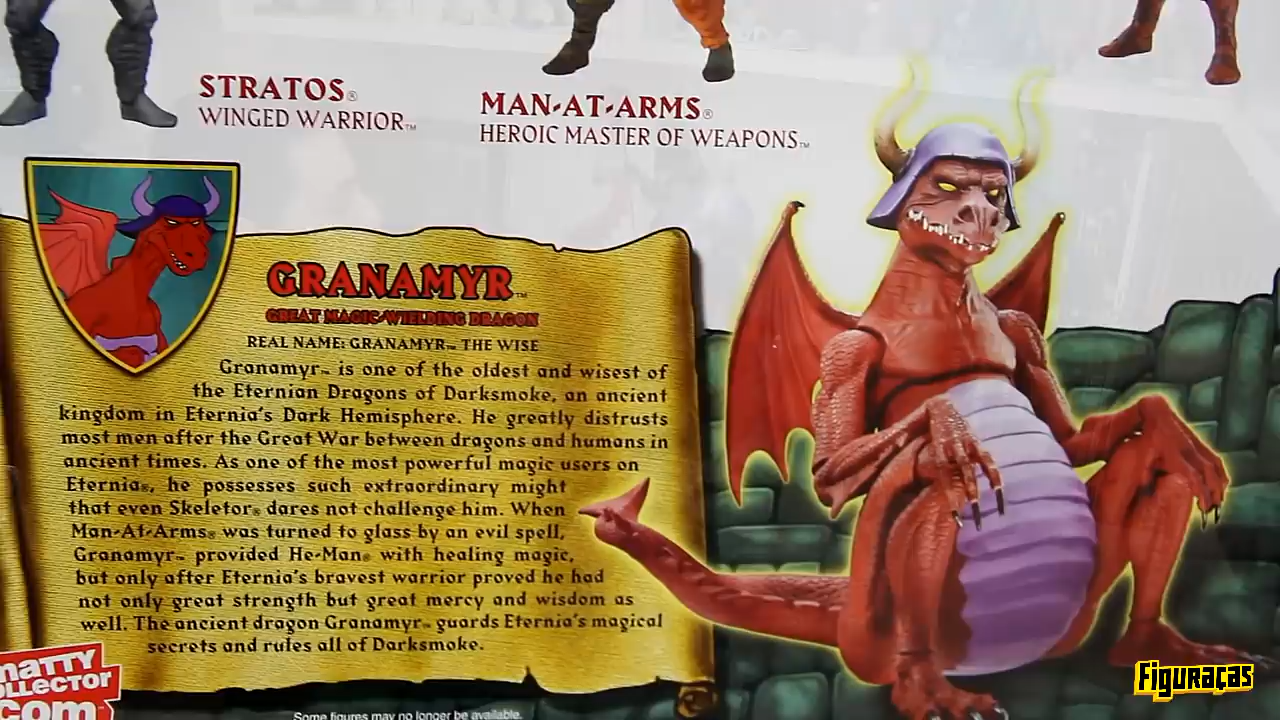 STRATOS®
WINGED WARRIOR™
MAN-AT-ARMS®
HEROIC MASTER OF WEAPONS™
GRANAMYR™
GREAT MAGIC-WIELDING DRAGON
REAL NAME: GRANAMYR™ THE WISE
Granamyr™ is one of the oldest and wisest of
the Eternian Dragons of Darksmoke, an ancient
kingdom in Eternia's Dark Hemisphere. He greatly distrusts
most men after the Great War between dragons and humans in
ancient times. As one of the most powerful magic users on
Eternia®, he possesses such extraordinary might
that even Skeletor® dares not challenge him. When
Man-At-Arms® was turned to glass by an evil spell,
Granamyr™ provided He-Man® with healing magic,
but only after Eternia's bravest warrior proved he had
not only great strength but great mercy and wisdom as
well. The ancient dragon Granamyr™ guards Eternia's magical
secrets and rules all of Darksmoke.
matty
ollector
com
Some figures may no longer be available.
Figuraças